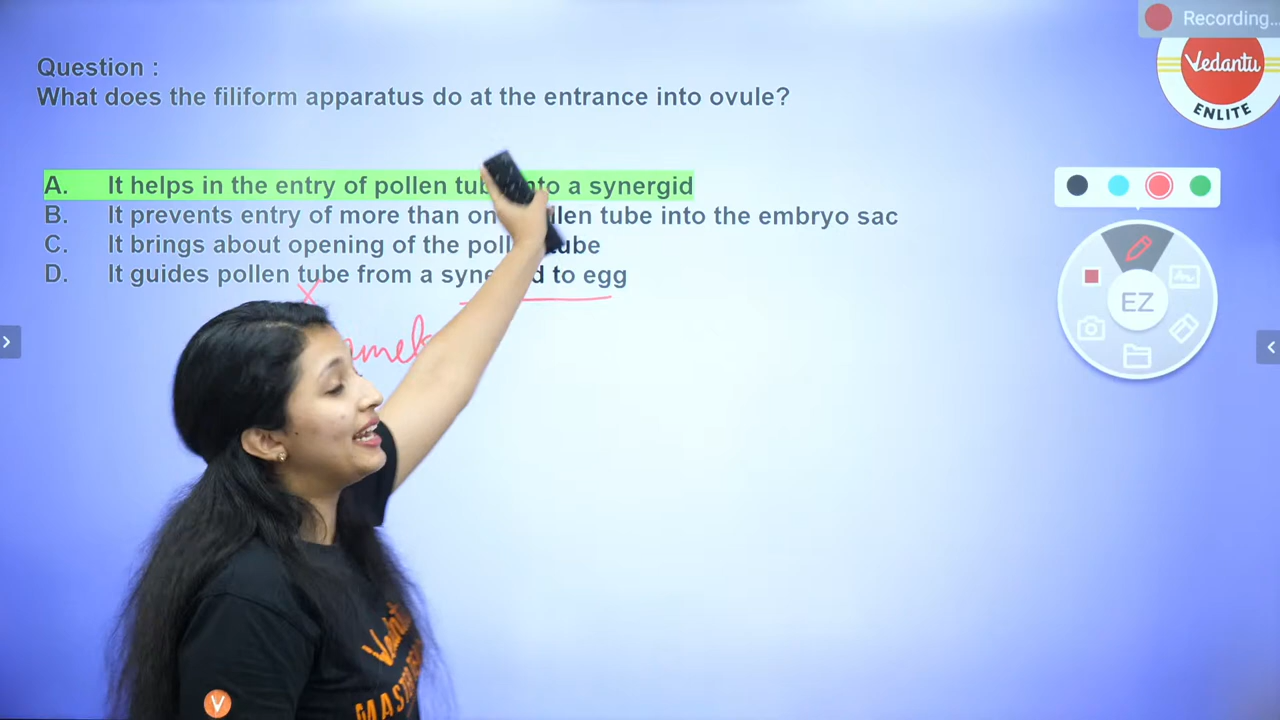 Recording...
Vedantu
ENLITE
Question :
What does the filiform apparatus do at the entrance into ovule?
A. It helps in the entry of pollen tub nto a synergid
B. It prevents entry of more than on llen tube into the embryo sac
C. It brings about opening of the poll tube
D. It guides pollen tube from a syne d to egg
EZ
Vedantu
V